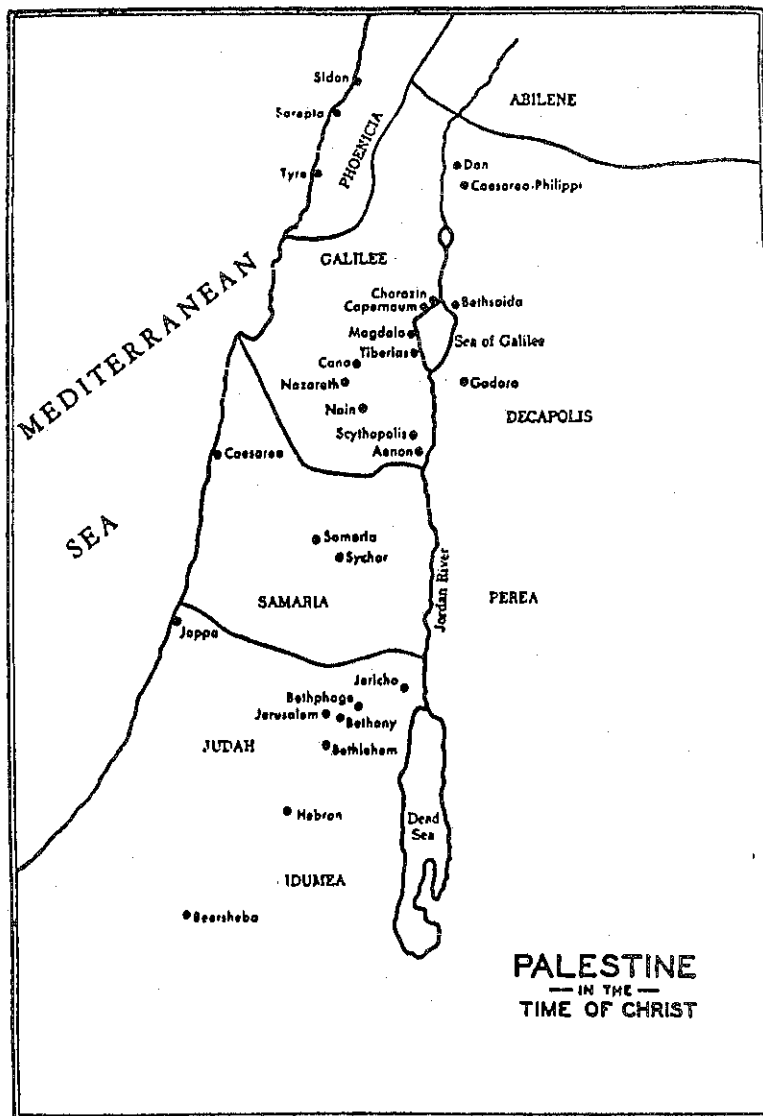 Sidon
ABILENE
Sarepta
PHOENICIA
Tyre
Dan
Caesarea-Philippi
MEDITERRANEAN
SEA
GALILEE
Chorazin
Capernaum
Bethsaida
Magdala
Sea of Galilee
Tiberias
Cana
Nazareth
Gadara
Nain
DECAPOLIS
Scythopolis
Aenon
Caesarea
Samaria
Sychar
Jordan River
SAMARIA
PEREA
Joppa
Jericho
Bethphage
Jerusalem
Bethany
JUDAH
Bethlehem
Hebron
Dead
Sea
IDUMEA
Beersheba
PALESTINE
— IN THE —
TIME OF CHRIST